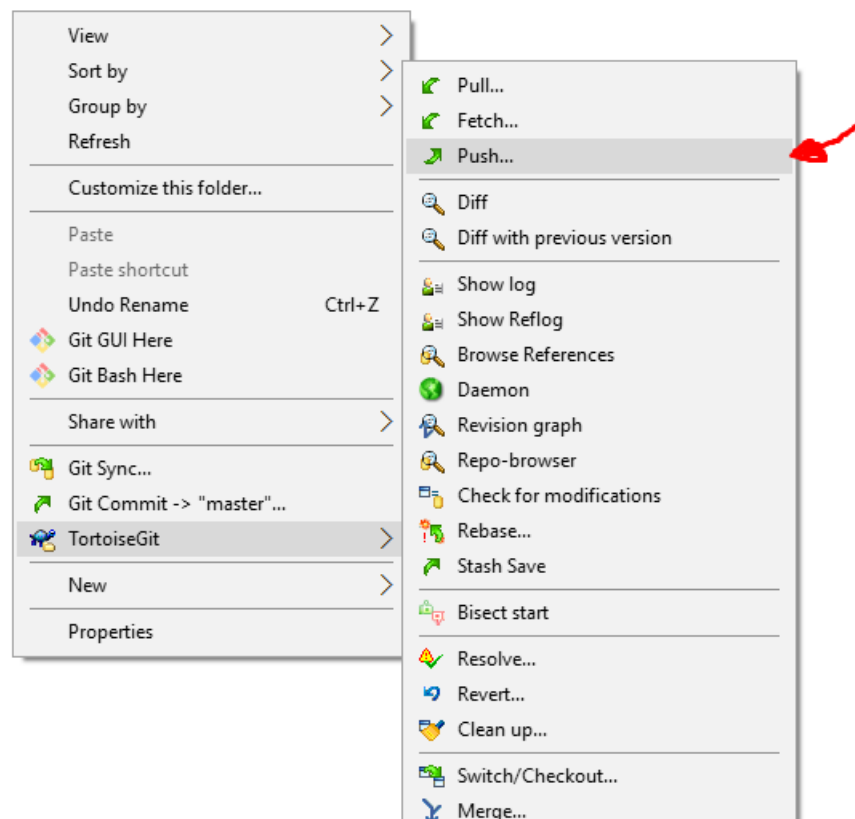 View
Sort by
Group by
Refresh
Customize this folder...
Paste
Paste shortcut
Undo Rename Ctrl+Z
Git GUI Here
Git Bash Here
Share with
Git Sync...
Git Commit -> "master"...
TortoiseGit
New
Properties
Pull...
Fetch...
Push...
Diff
Diff with previous version
Show log
Show Reflog
Browse References
Daemon
Revision graph
Repo-browser
Check for modifications
Rebase...
Stash Save
Bisect start
Resolve...
Revert...
Clean up...
Switch/Checkout...
Merge...